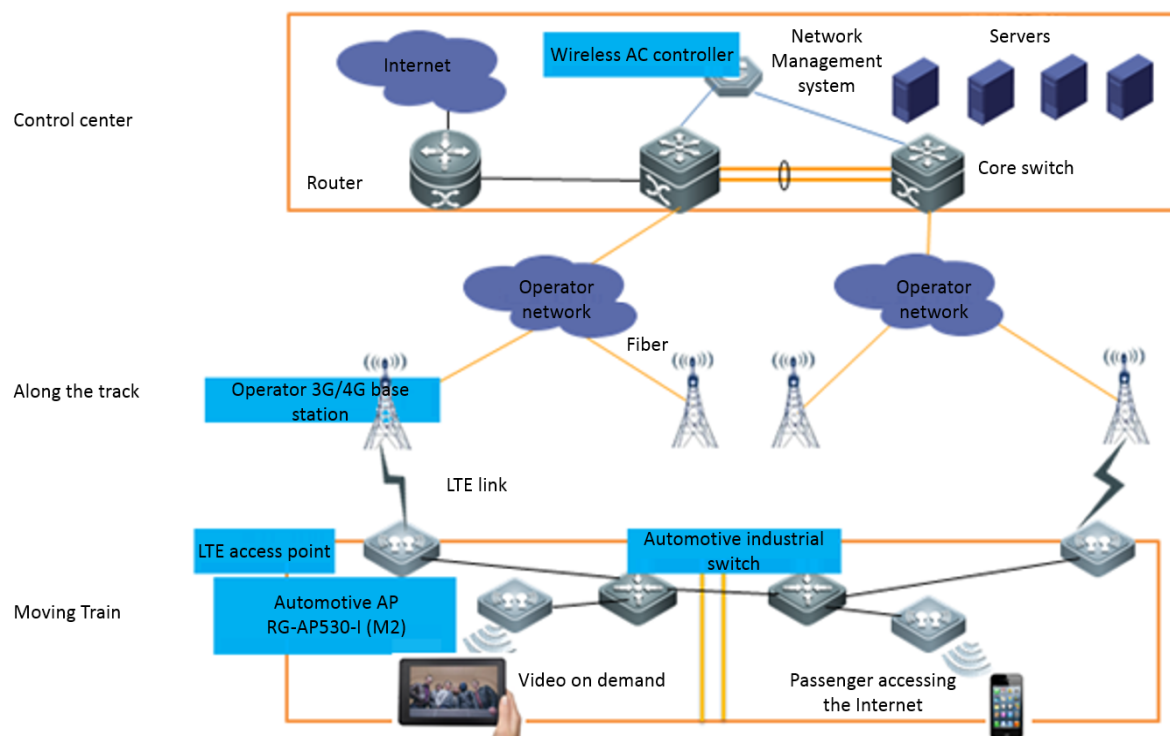 Control center
Internet
Wireless AC controller
Network
Management
system
Servers
Router
Core switch
Along the track
Operator
network
Operator
network
Fiber
Operator 3G/4G base
station
LTE link
Moving Train
LTE access point
Automotive industrial
switch
Automotive AP
RG-AP530-I (M2)
Video on demand
Passenger accessing
the Internet